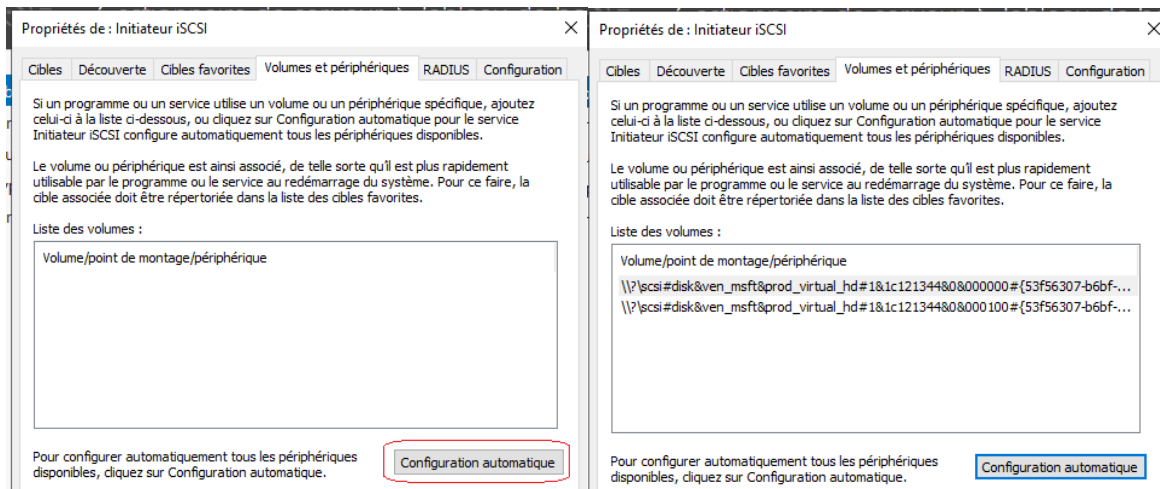 Propriétés de : Initiateur iSCSI
Cibles Découverte Cibles favorites Volumes et périphériques RADIUS Configuration
Si un programme ou un service utilise un volume ou un périphérique spécifique, ajoutez
celui-ci à la liste ci-dessous, ou cliquez sur Configuration automatique pour le service
Initiateur iSCSI configure automatiquement tous les périphériques disponibles.
Le volume ou périphérique est ainsi associé, de telle sorte qu'il est plus rapidement
utilisable par le programme ou le service au redémarrage du système. Pour ce faire, la
cible associée doit être répertoriée dans la liste des cibles favorites.
Liste des volumes :
Volume/point de montage/périphérique
Pour configurer automatiquement tous les périphériques
disponibles, cliquez sur Configuration automatique.
Configuration automatique
Propriétés de : Initiateur iSCSI
Cibles Découverte Cibles favorites Volumes et périphériques RADIUS Configuration
Si un programme ou un service utilise un volume ou un périphérique spécifique, ajoutez
celui-ci à la liste ci-dessous, ou cliquez sur Configuration automatique pour le service
Initiateur iSCSI configure automatiquement tous les périphériques disponibles.
Le volume ou périphérique est ainsi associé, de telle sorte qu'il est plus rapidement
utilisable par le programme ou le service au redémarrage du système. Pour ce faire, la
cible associée doit être répertoriée dans la liste des cibles favorites.
Liste des volumes :
Volume/point de montage/périphérique
\\?\scsi#disk&ven_msft&prod_virtual_hd#1&1c121344&0&000000#{53f56307-b6bf-...
\\?\scsi#disk&ven_msft&prod_virtual_hd#1&1c121344&0&000100#{53f56307-b6bf-...
Pour configurer automatiquement tous les périphériques
disponibles, cliquez sur Configuration automatique.
Configuration automatique